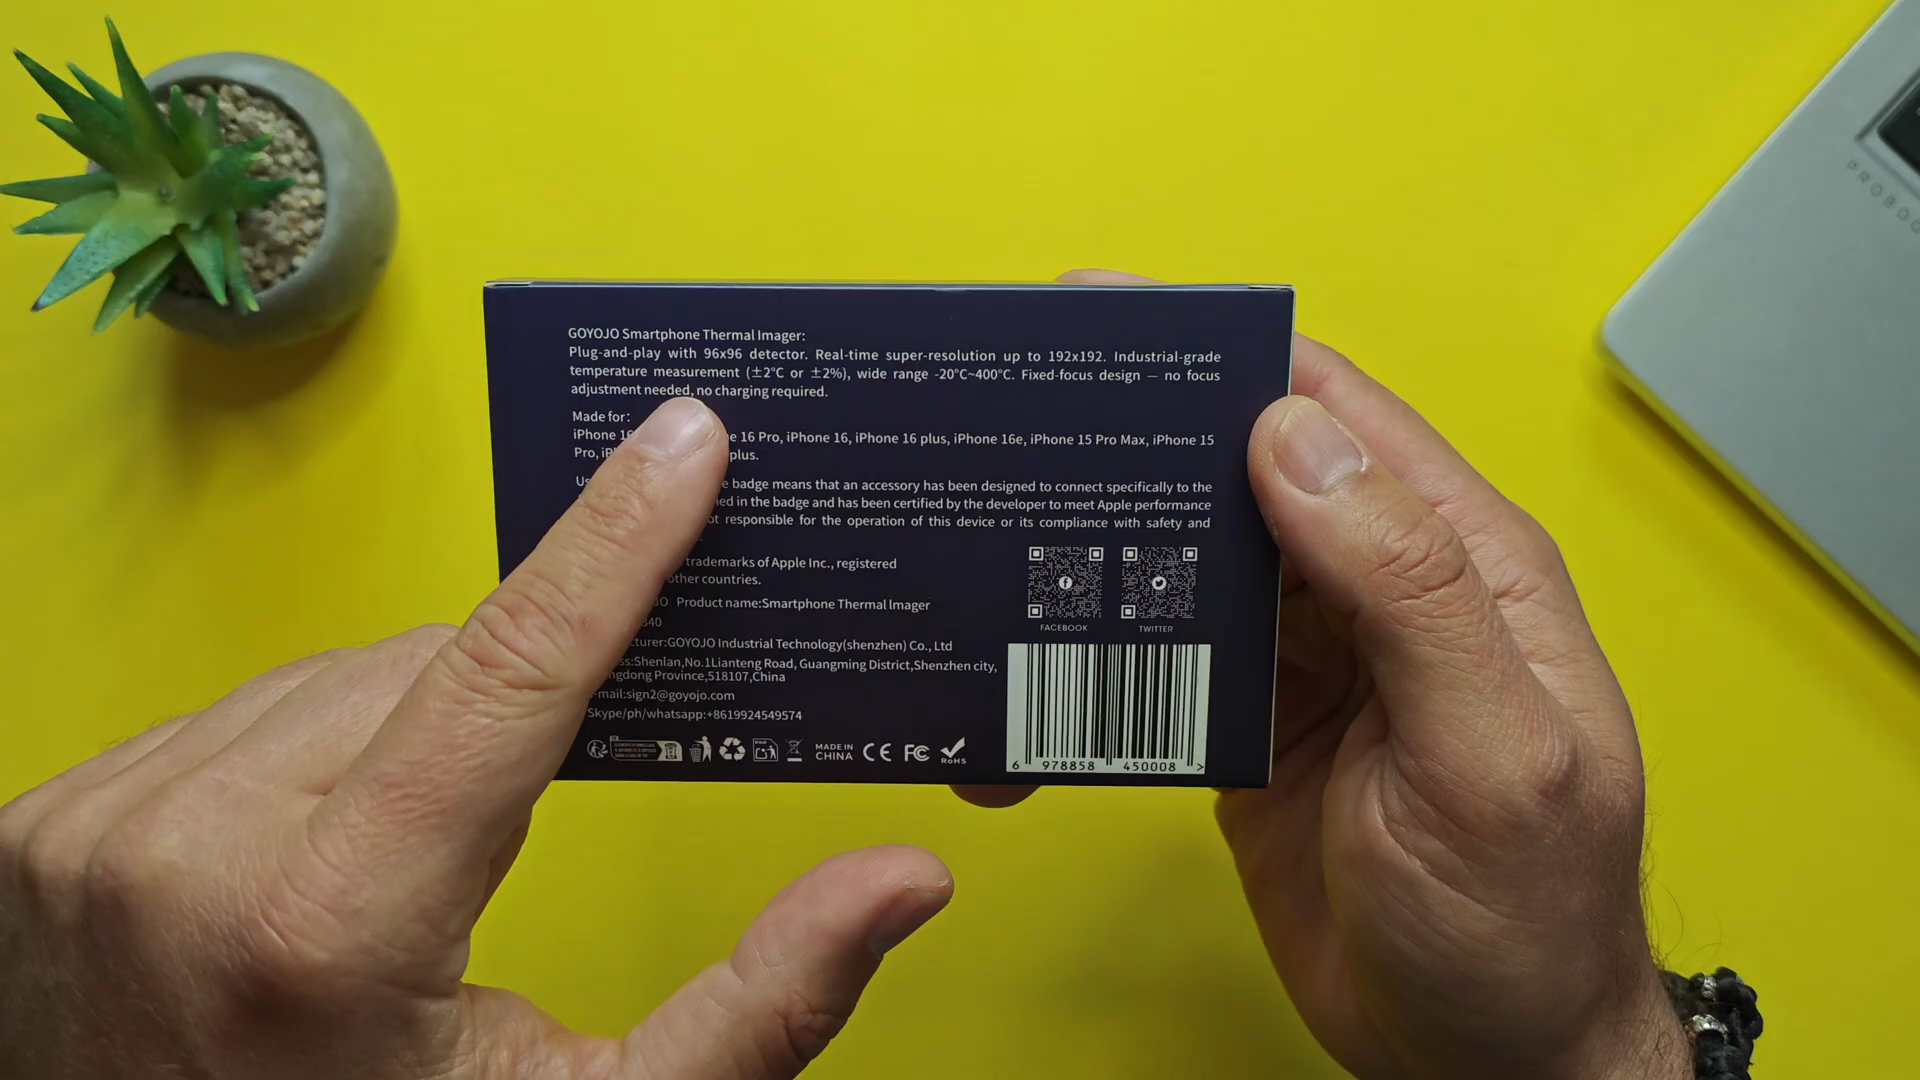 GOYOJO Smartphone Thermal Imager:
Plug-and-play with 96x96 detector. Real-time super-resolution up to 192x192. Industrial-grade
temperature measurement (±2°C or ±2%), wide range -20°C~400°C. Fixed-focus design — no focus
adjustment needed, no charging required.
Made for:
iPhone 16 Pro, iPhone 16, iPhone 16 plus, iPhone 16e, iPhone 15 Pro Max, iPhone 15
Pro, plus.
badge means that an accessory has been designed to connect specifically to the
in the badge and has been certified by the developer to meet Apple performance
responsible for the operation of this device or its compliance with safety and
trademarks of Apple Inc., registered
other countries.
Product name:Smartphone Thermal Imager
GOYOJO Industrial Technology(shenzhen) Co., Ltd
Shenlan,No.1Lianteng Road, Guangming District,Shenzhen city,
Province,518107,China
-mail:sign2@goyojo.com
Skype/ph/whatsapp:+8619924549574
FACEBOOK
TWITTER
MADE IN
CHINA
CE
FC
RoHS
6 978858 450008 >
PROBOO